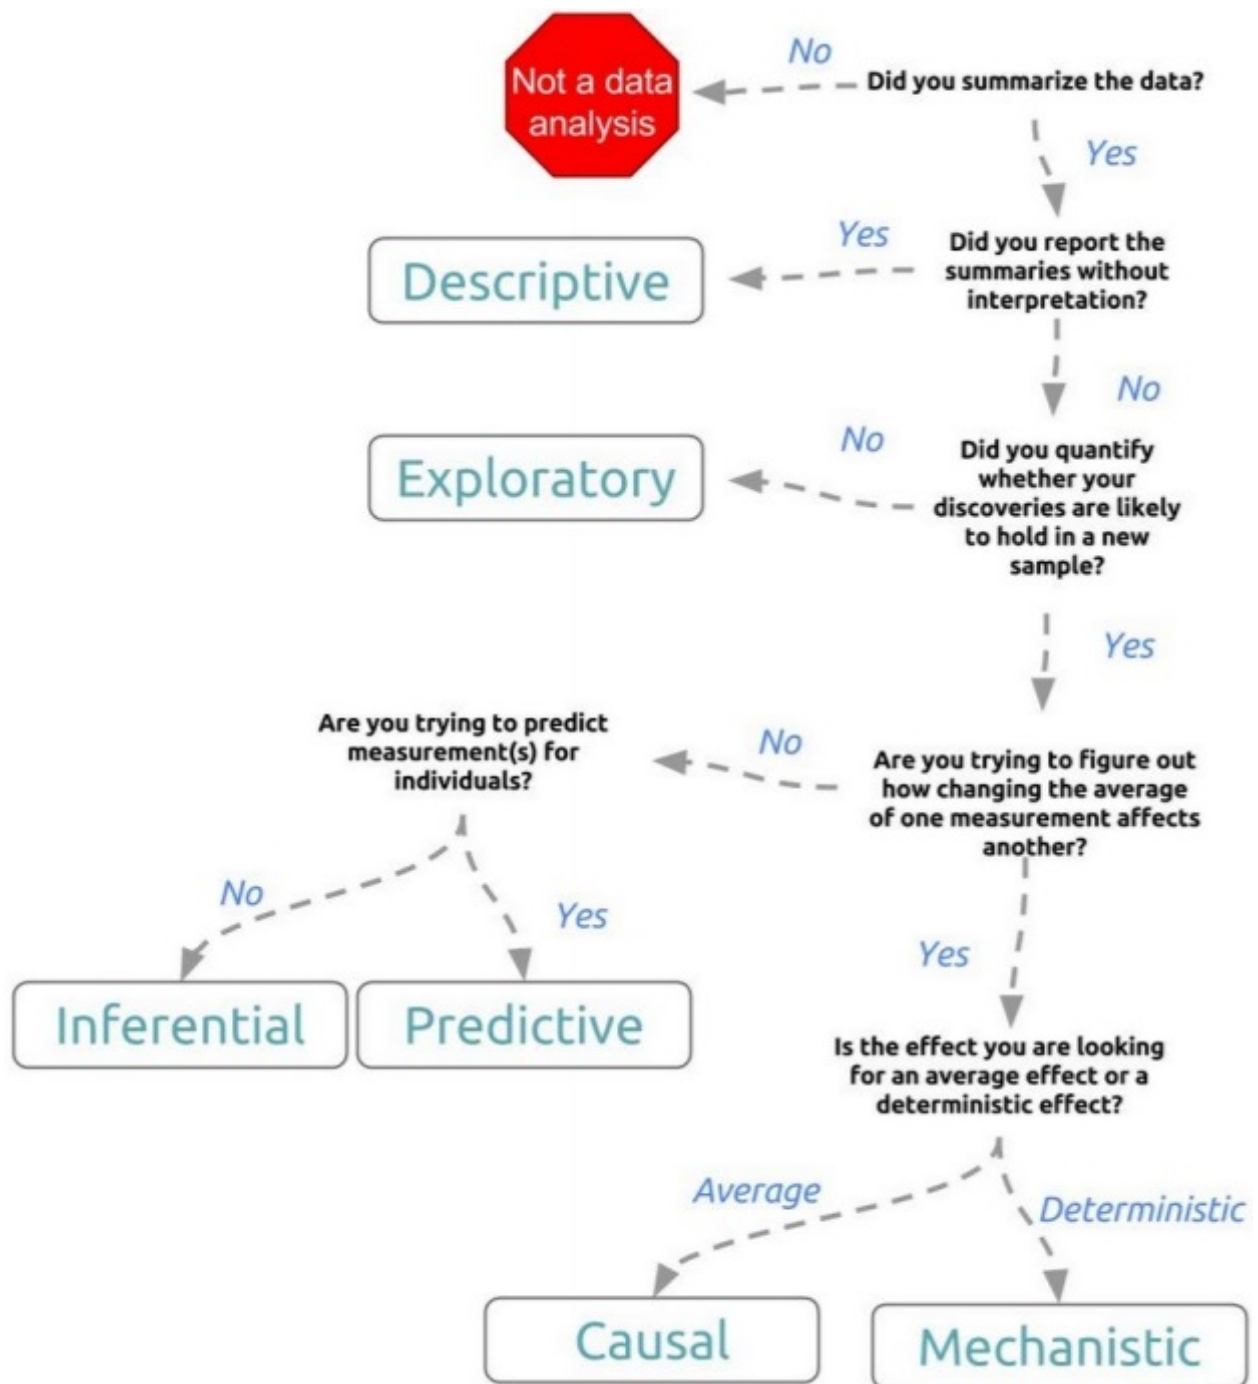 Not a data
analysis
No
Did you summarize the data?
Yes
Descriptive
Yes
Did you report the
summaries without
interpretation?
No
Exploratory
No
Did you quantify
whether your
discoveries are likely
to hold in a new
sample?
Yes
Are you trying to predict
measurement(s) for
individuals?
No
Are you trying to figure out
how changing the average
of one measurement affects
another?
No
Yes
Yes
Inferential
Predictive
Is the effect you are looking
for an average effect or a
deterministic effect?
Average
Deterministic
Causal
Mechanistic